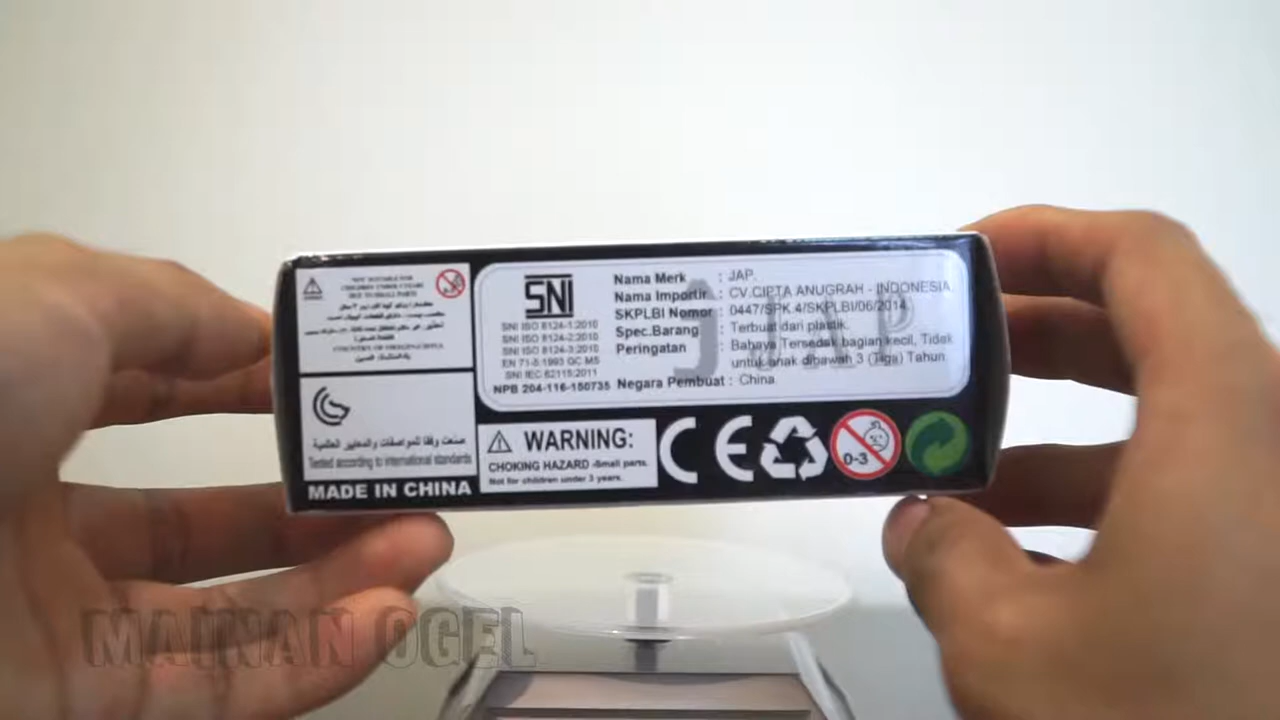 NOT SUITABLE FOR
CHILDREN UNDER 3 YEARS
DUE TO SMALL PARTS
COUNTRY OF ORIGIN:CHINA
صنعت وفقا للمواصفات والمعايير العالمية
Tested according to international standards
MADE IN CHINA
SNI
SNI ISO 8124-1:2010
SNI ISO 8124-2:2010
SNI ISO 8124-3:2010
EN 71-5:1993 QC M5
SNI IEC 62115:2011
NPB 204-116-150735
Nama Merk : JAP.
Nama Importir : CV.CIPTA ANUGRAH - INDONESIA.
SKPLBI Nomor : 0447/SPK.4/SKPLBI/06/2014.
Spec.Barang : Terbuat dari plastik.
Peringatan : Bahaya Tersedak bagian kecil, Tidak
untuk anak dibawah 3 (Tiga) Tahun.
Negara Pembuat : China.
JAP
WARNING:
CHOKING HAZARD -Small parts.
Not for children under 3 years.
CE
0-3
MAINAN OGEL